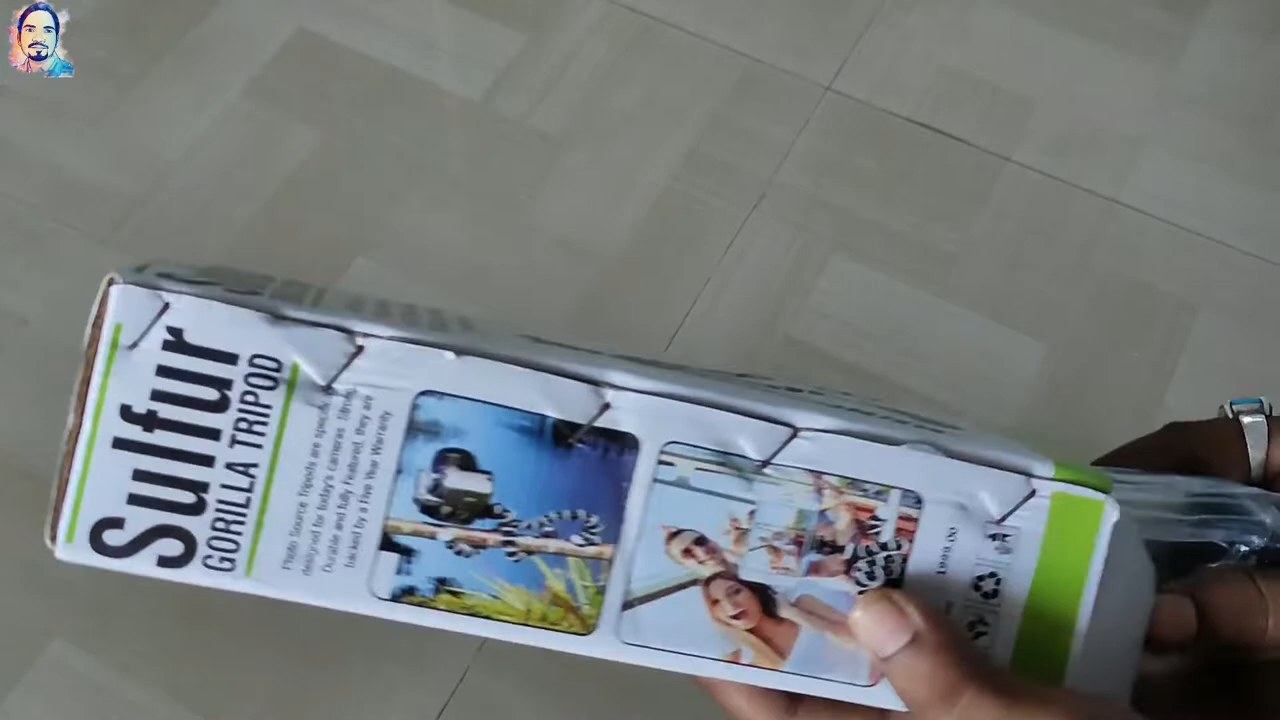 Sulfur
GORILLA TRIPOD
Photo Source Tripods are
designed for today's cameras. Strong,
Durable and fully Featured, they are
backed by a Five Year Warranty